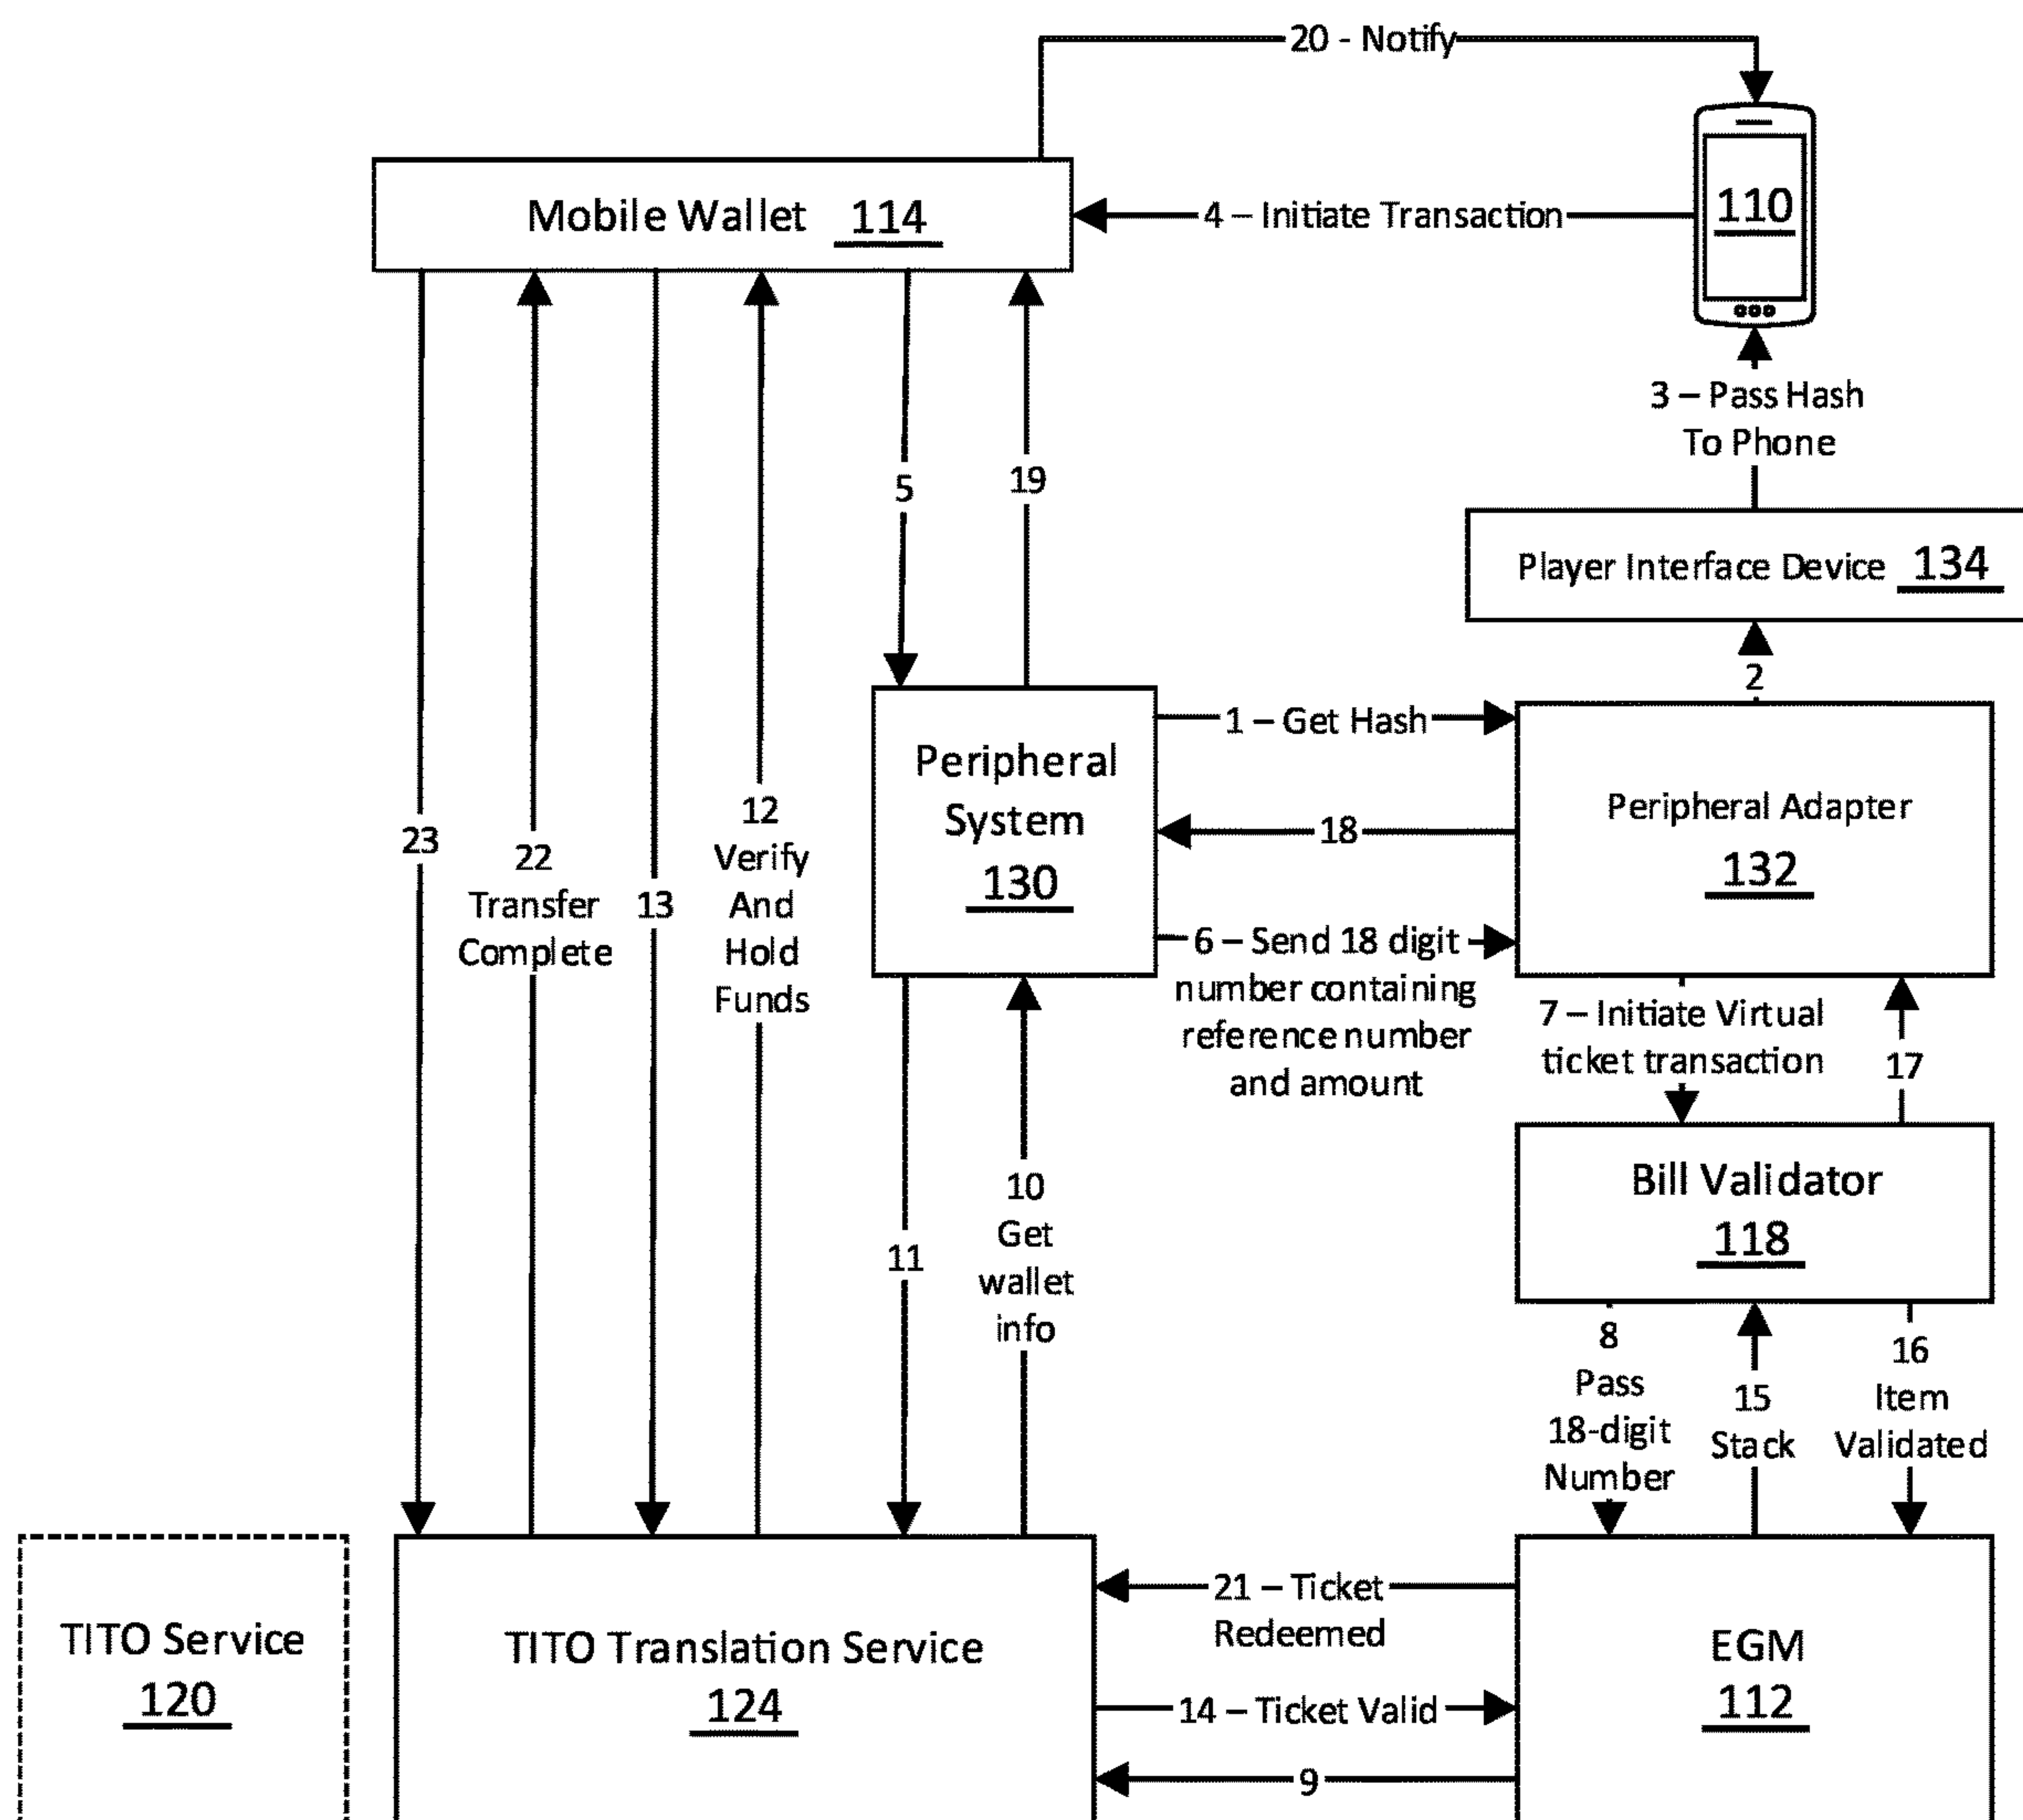 20 - Notify
Mobile Wallet 114
4 – Initiate Transaction
110
3 – Pass Hash
To Phone
5
19
Player Interface Device 134
2
1 – Get Hash
Peripheral
System
130
Peripheral Adapter
132
18
23
22
Transfer
Complete
13
12
Verify
And
Hold
Funds
6 – Send 18 digit
number containing
reference number
and amount
7 – Initiate Virtual
ticket transaction
17
Bill Validator
118
11
10
Get
wallet
info
8
Pass
18-digit
Number
15
Stack
16
Item
Validated
TITO Service
120
TITO Translation Service
124
21 – Ticket
Redeemed
14 – Ticket Valid
9
EGM
112